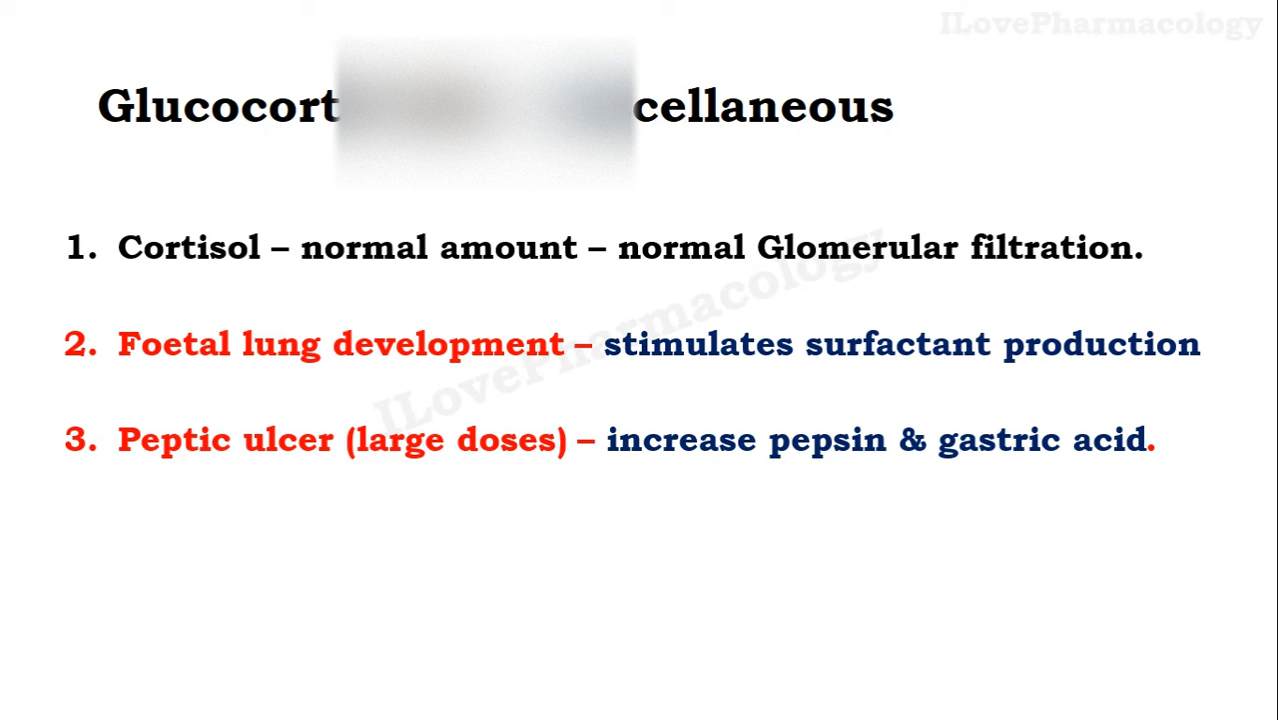 ILovePharmacology
Glucocort cellaneous
1. Cortisol – normal amount – normal Glomerular filtration.
2. Foetal lung development – stimulates surfactant production
3. Peptic ulcer (large doses) – increase pepsin & gastric acid.
ILovePharmacology